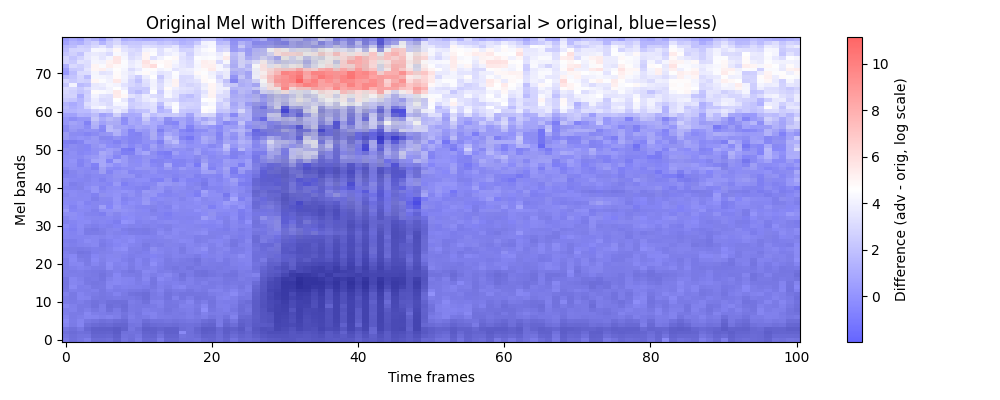 Original Mel with Differences (red=adversarial > original, blue=less)
Mel bands
70
60
50
40
30
20
10
0
0 20 40 60 80 100
Time frames
10
8
6
4
2
0
Difference (adv - orig, log scale)